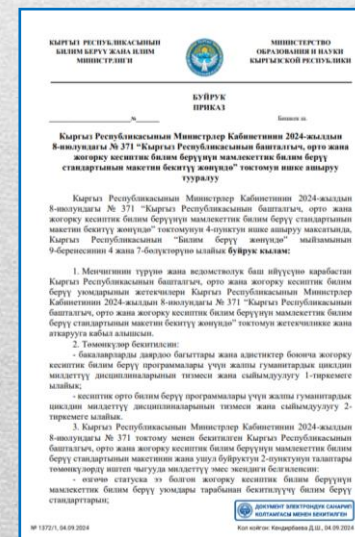 КЫРГЫЗ РЕСПУБЛИКАСЫНЫН
БИЛИМ БЕРҮҮ ЖАНА ИЛИМ
МИНИСТРЛИГИ
МИНИСТЕРСТВО
ОБРАЗОВАНИЯ И НАУКИ
КЫРГЫЗСКОЙ РЕСПУБЛИКИ
БУЙРУК
ПРИКАЗ
№
Бишкек ш.
Кыргыз Республикасынын Министрлер Кабинетинин 2024-жылдын
8-июлундагы № 371 “Кыргыз Республикасынын башталгыч, орто жана
жогорку кесиптик билим берүүнүн мамлекеттик билим берүү
стандартынын макетин бекитүү жөнүндө” токтомун ишке ашыруу
тууралуу
Кыргыз Республикасынын Министрлер Кабинетинин 2024-жылдын
8-июлундагы № 371 “Кыргыз Республикасынын башталгыч, орто жана
жогорку кесиптик билим берүүнүн мамлекеттик билим берүү стандартынын
макетин бекитүү жөнүндө” токтомунун 4-пунктун ишке ашыруу максатында,
Кыргыз Республикасынын “Билим берүү жөнүндө” мыйзамынын
9-беренесинин 4 жана 7-бөлүктөрүнө ылайык буйрук кылам:
1. Менчигинин түрүнө жана ведомстволук баш ийүүсүнө карабастан
Кыргыз Республикасынын башталгыч, орто жана жогорку кесиптик билим
берүү уюмдарынын жетекчилери Кыргыз Республикасынын Министрлер
Кабинетинин 2024-жылдын 8-июлундагы № 371 “Кыргыз Республикасынын
башталгыч, орто жана жогорку кесиптик билим берүүнүн мамлекеттик билим
берүү стандартынын макетин бекитүү жөнүндө” токтомун жетекчиликке жана
аткарууга кабыл алышсын.
2. Төмөнкүлөр бекитилсин:
- бакалаврларды даярдоо багыттары жана адистиктер боюнча жогорку
кесиптик билим берүү программалары үчүн жалпы гуманитардык циклдин
милдеттүү дисциплиналарынын тизмеси жана сыйымдуулугу 1-тиркемеге
ылайык;
- кесиптик орто билим берүү программалары үчүн жалпы гуманитардык
циклдин милдеттүү дисциплиналарынын тизмеси жана сыйымдуулугу 2-
тиркемеге ылайык.
3. Кыргыз Республикасынын Министрлер Кабинетинин 2024-жылдын
8-июлундагы № 371 токтому менен бекитилген Кыргыз Республикасынын
башталгыч, орто жана жогорку кесиптик билим берүүнүн мамлекеттик билим
берүү стандартынын макетинин жана ушул буйруктун 2-пунктунун талаптары
төмөнкүлөрдү иштеп чыгууда милдеттүү эмес экендиги белгиленсин:
- өзгөчө статуска ээ болгон жогорку кесиптик билим берүүнүн
мамлекеттик билим берүү уюмдары тарабынан бекитилүүчү билим берүү
стандарттарын;
ДОКУМЕНТ ЭЛЕКТРОНДУК САНАРИП
КОЛТАМГАСЫ МЕНЕН БЕКИТИЛГЕН
№ 1372/1, 04.09.2024
Кол койгон: Кендирбаева Д.Ш., 04.09.2024